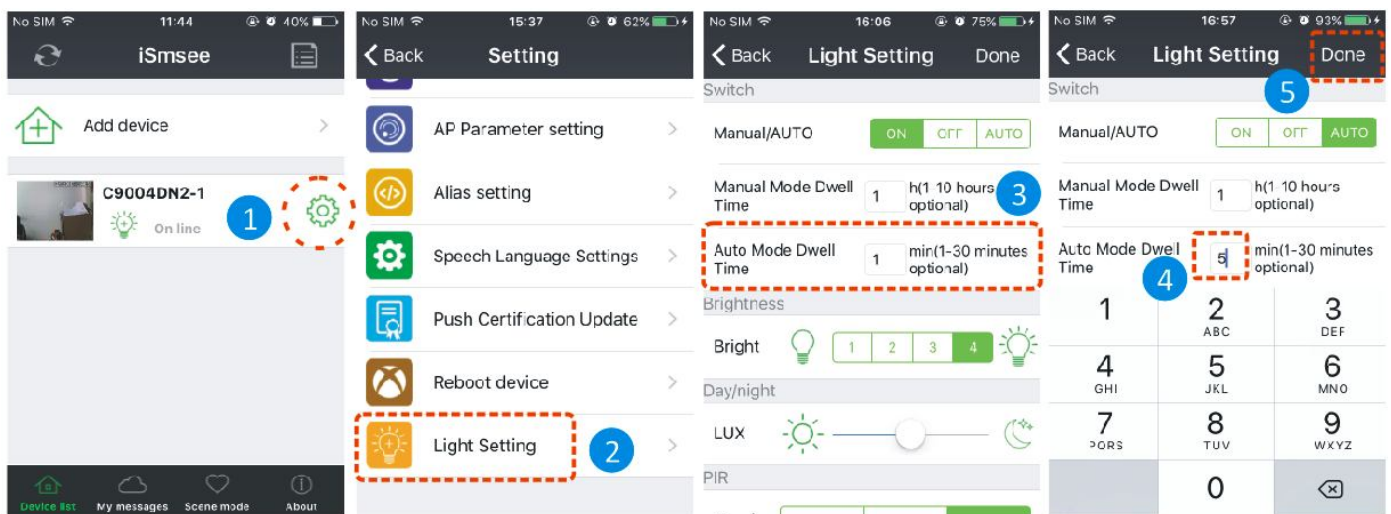 No SIM 11:44 40%
iSmsee
Add device
C9004DN2-1
1
On line
Device list My messages Scene mode About
No SIM 15:37 62%
Back Setting
AP Parameter setting
Alias setting
Speech Language Settings
Push Certification Update
Reboot device
Light Setting
2
No SIM 16:06 75%
Back Light Setting Done
Switch
Manual/AUTO ON OFF AUTO
Manual Mode Dwell 1 h(1-10 hours
Time optional)
3
Auto Mode Dwell 1 min(1-30 minutes
Time optional)
Brightness
Bright 1 2 3 4
Day/night
LUX
PIR
No SIM 16:57 93%
Back Light Setting Done
5
Switch
Manual/AUTO ON OFF AUTO
Manual Mode Dwell 1 h(1-10 hours
Time optional)
Auto Mode Dwell 5 min(1-30 minutes
Time optional)
4
1 2 3
ABC DEF
4 5 6
GHI JKL MNO
7 8 9
PQRS TUV WXYZ
0